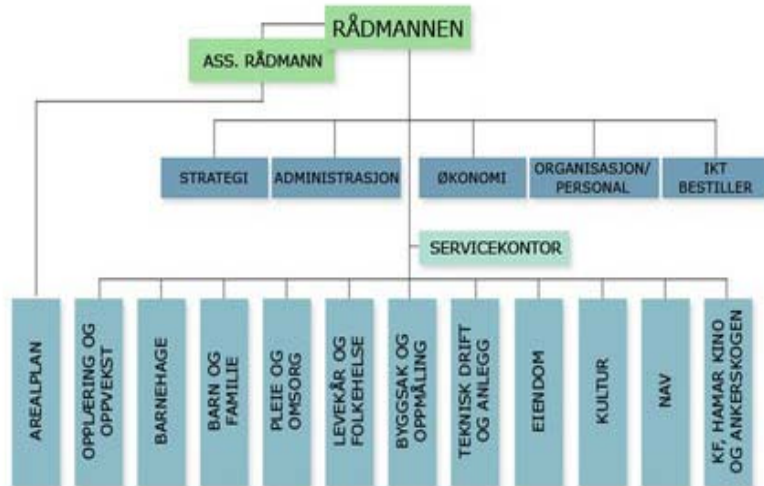 RÅDMANNEN
ASS. RÅDMANN
STRATEGI
ADMINISTRASJON
ØKONOMI
ORGANISASJON/
PERSONAL
IKT
BESTILLER
SERVICEKONTOR
AREALPLAN
OPPLÆRING OG
OPPVEKST
BARNEHAGE
BARN OG
FAMILIE
PLEIE OG
OMSORG
LEVEKÅR OG
FOLKEHELSE
BYGGSAK OG
OPPMÅLING
TEKNISK DRIFT
OG ANLEGG
EIENDOM
KULTUR
NAV
KF, HAMAR KINO
OG ANKERSKOGEN